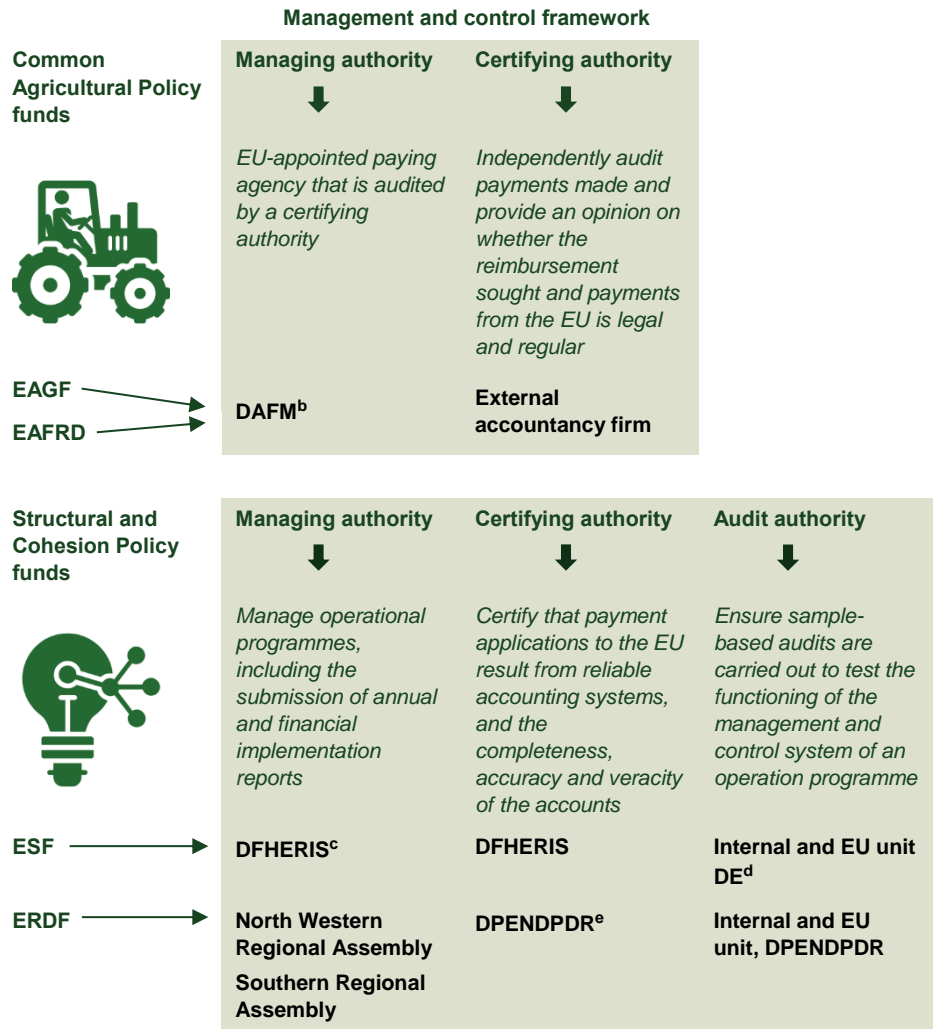 Management and control framework
Common
Agricultural Policy
funds
Managing authority
Certifying authority
EU-appointed paying
agency that is audited
by a certifying
authority
Independently audit
payments made and
provide an opinion on
whether the
reimbursement
sought and payments
from the EU is legal
and regular
EAGF
EAFRD
DAFMb
External
accountancy firm
Structural and
Cohesion Policy
funds
Managing authority
Certifying authority
Audit authority
Manage operational
programmes,
including the
submission of annual
and financial
implementation
reports
Certify that payment
applications to the EU
result from reliable
accounting systems,
and the
completeness,
accuracy and veracity
of the accounts
Ensure sample-
based audits are
carried out to test the
functioning of the
management and
control system of an
operation programme
ESF
DFHERISc
DFHERIS
Internal and EU unit
DEd
ERDF
North Western
Regional Assembly
Southern Regional
Assembly
DPENDPDRe
Internal and EU
unit, DPENDPDR